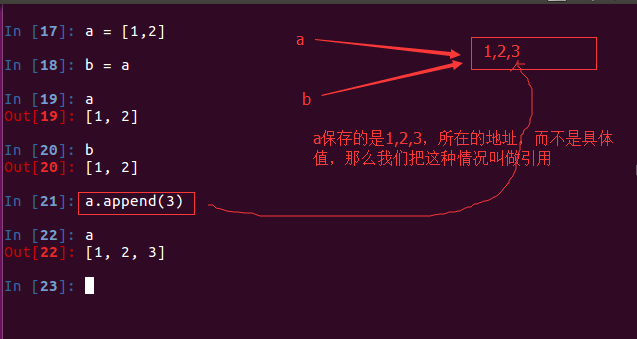 In [17]: a = [1,2]
In [18]: b = a
In [19]: a
Out[19]: [1, 2]
In [20]: b
Out[20]: [1, 2]
In [21]: a.append(3)
In [22]: a
Out[22]: [1, 2, 3]
In [23]:
a
b
1,2,3
a保存的是1,2,3，所在的地址，而不是具体
值，那么我们把这种情况叫做引用